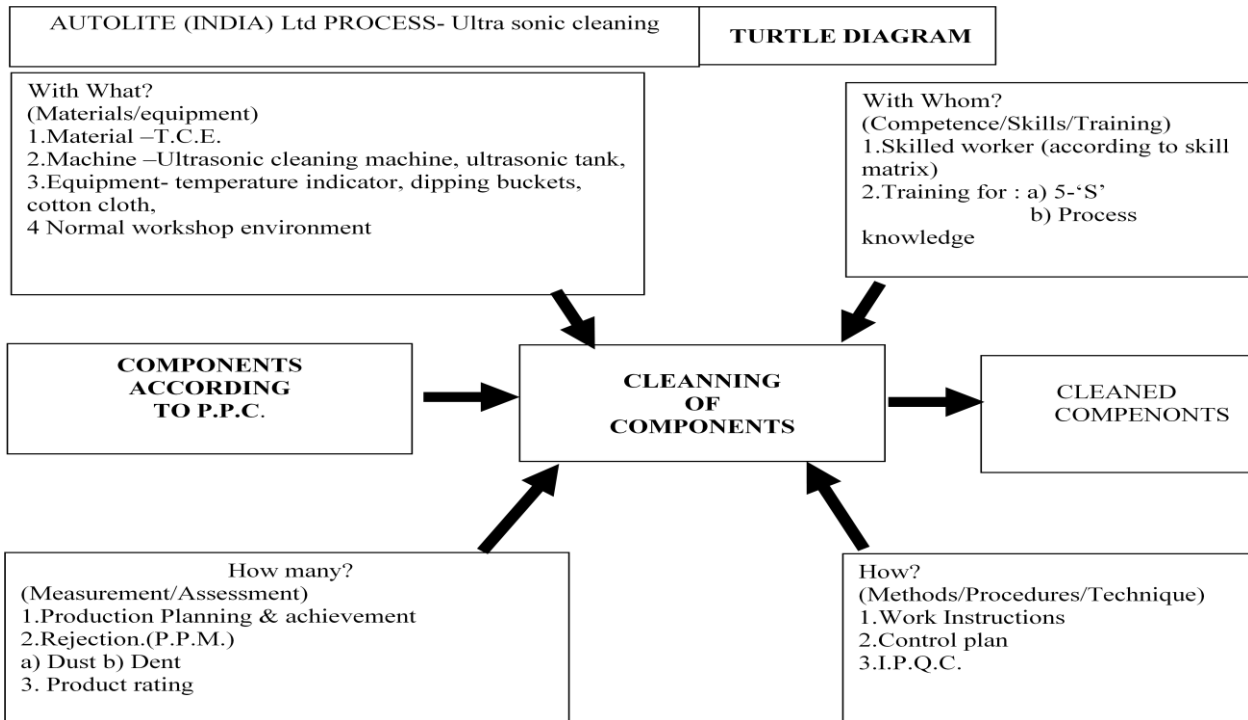 AUTOLITE (INDIA) Ltd PROCESS- Ultra sonic cleaning
TURTLE DIAGRAM
With What?
(Materials/equipment)
1.Material –T.C.E.
2.Machine –Ultrasonic cleaning machine, ultrasonic tank,
3.Equipment- temperature indicator, dipping buckets,
cotton cloth,
4 Normal workshop environment
With Whom?
(Competence/Skills/Training)
1.Skilled worker (according to skill
matrix)
2.Training for : a) 5-‘S’
b) Process
knowledge
COMPONENTS
ACCORDING
TO P.P.C.
CLEANNING
OF
COMPONENTS
CLEANED
COMPENONTS
How many?
(Measurement/Assessment)
1.Production Planning & achievement
2.Rejection.(P.P.M.)
a) Dust b) Dent
3. Product rating
How?
(Methods/Procedures/Technique)
1.Work Instructions
2.Control plan
3.I.P.Q.C.